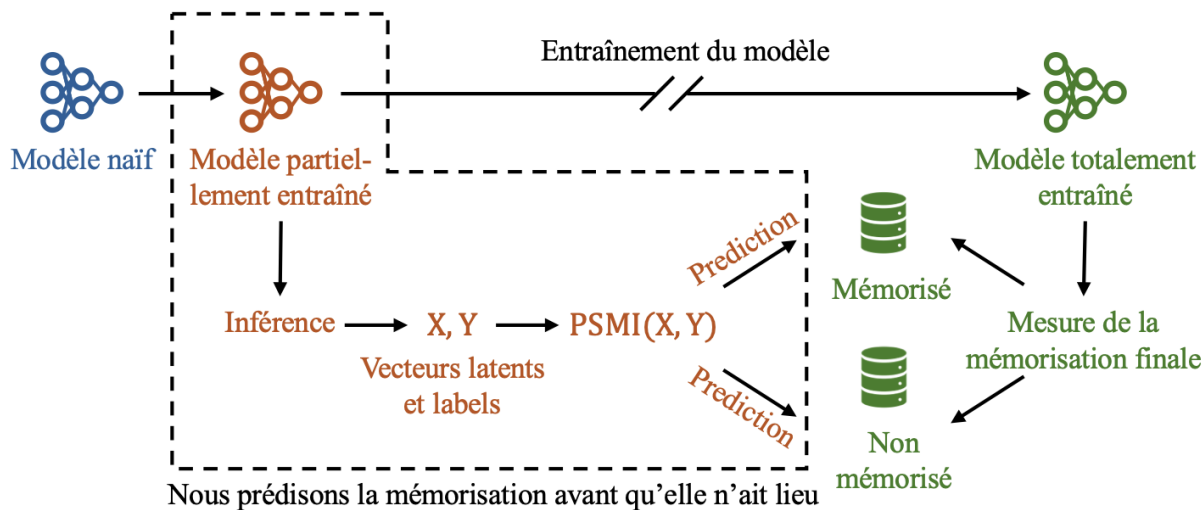 Entraînement du modèle
Modèle naïf
Modèle partiel-
lement entraîné
Modèle totalement
entraîné
Prediction
Mémorisé
Inférence
X, Y
PSMI(X, Y)
Vecteurs latents
et labels
Prediction
Mesure de la
mémorisation finale
Non
mémorisé
Nous prédisons la mémorisation avant qu'elle n'ait lieu